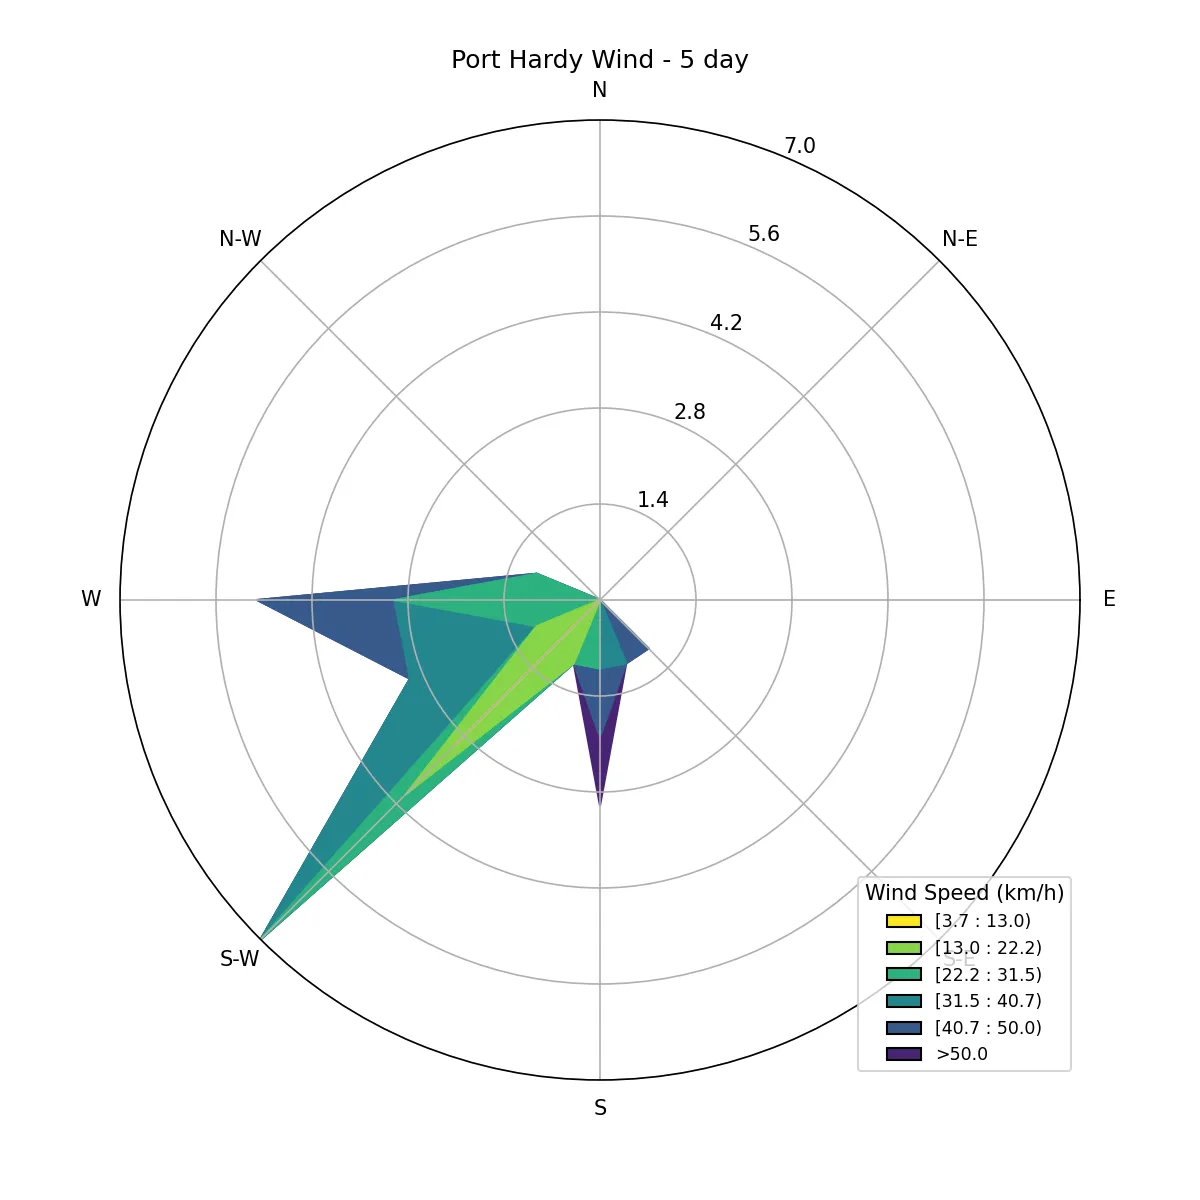 Port Hardy Wind - 5 day
N
7.0
N-W
5.6
N-E
4.2
2.8
1.4
W
E
Wind Speed (km/h)
[3.7 : 13.0)
[13.0 : 22.2)
[22.2 : 31.5)
[31.5 : 40.7)
[40.7 : 50.0)
>50.0
S-W
S-E
S